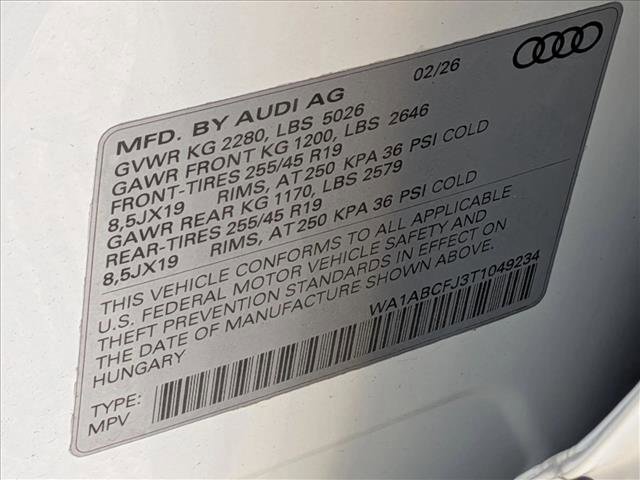 02/26
MFD. BY AUDI AG
GVWR KG 2280, LBS 5026
GAWR FRONT KG 1200, LBS 2646
FRONT-TIRES 255/45 R19
8,5JX19 RIMS, AT 250 KPA 36 PSI COLD
GAWR REAR KG 1170, LBS 2579
REAR-TIRES 255/45 R19
8,5JX19 RIMS, AT 250 KPA 36 PSI COLD
THIS VEHICLE CONFORMS TO ALL APPLICABLE
U.S. FEDERAL MOTOR VEHICLE SAFETY AND
THEFT PREVENTION STANDARDS IN EFFECT ON
THE DATE OF MANUFACTURE SHOWN ABOVE.
HUNGARY
WA1ABCFJ3T1049234
TYPE:
MPV